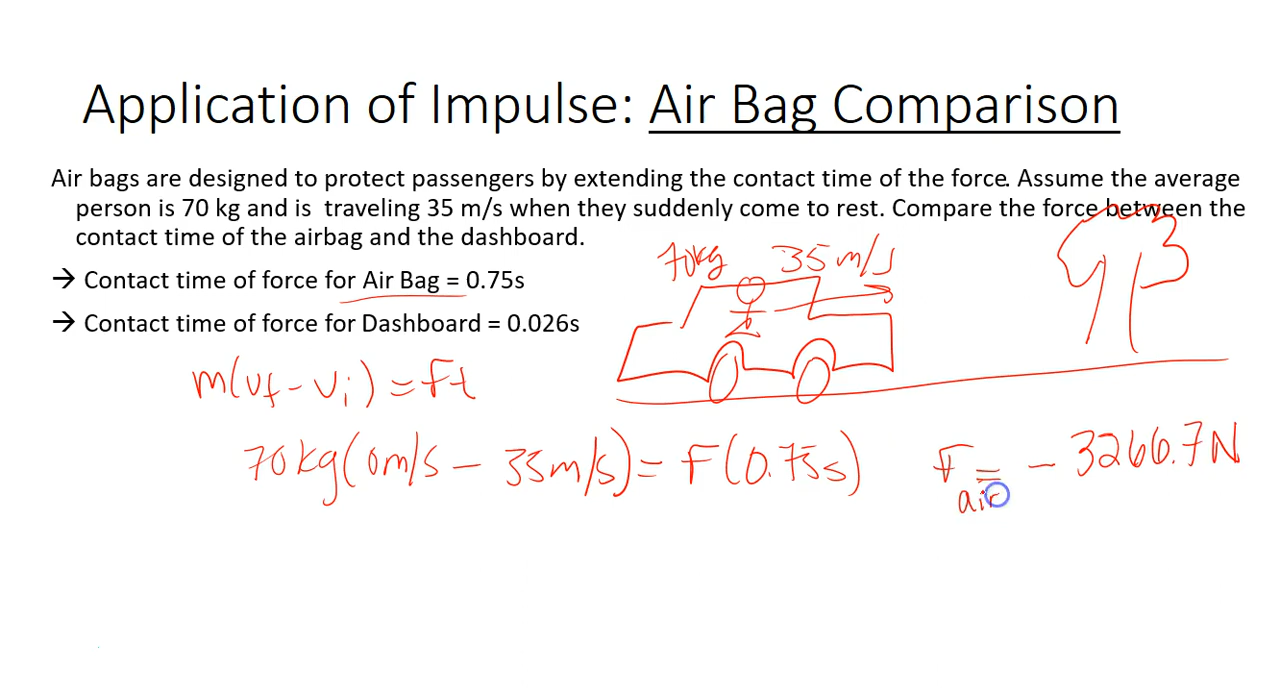 Application of Impulse: Air Bag Comparison
Air bags are designed to protect passengers by extending the contact time of the force. Assume the average
person is 70 kg and is traveling 35 m/s when they suddenly come to rest. Compare the force between the
contact time of the airbag and the dashboard.
→ Contact time of force for Air Bag = 0.75s
→ Contact time of force for Dashboard = 0.026s
70kg 35 m/s
m(vf - vi) = Ft
70kg(0m/s - 35m/s) = F(0.75s) F = - 3266.7N
air